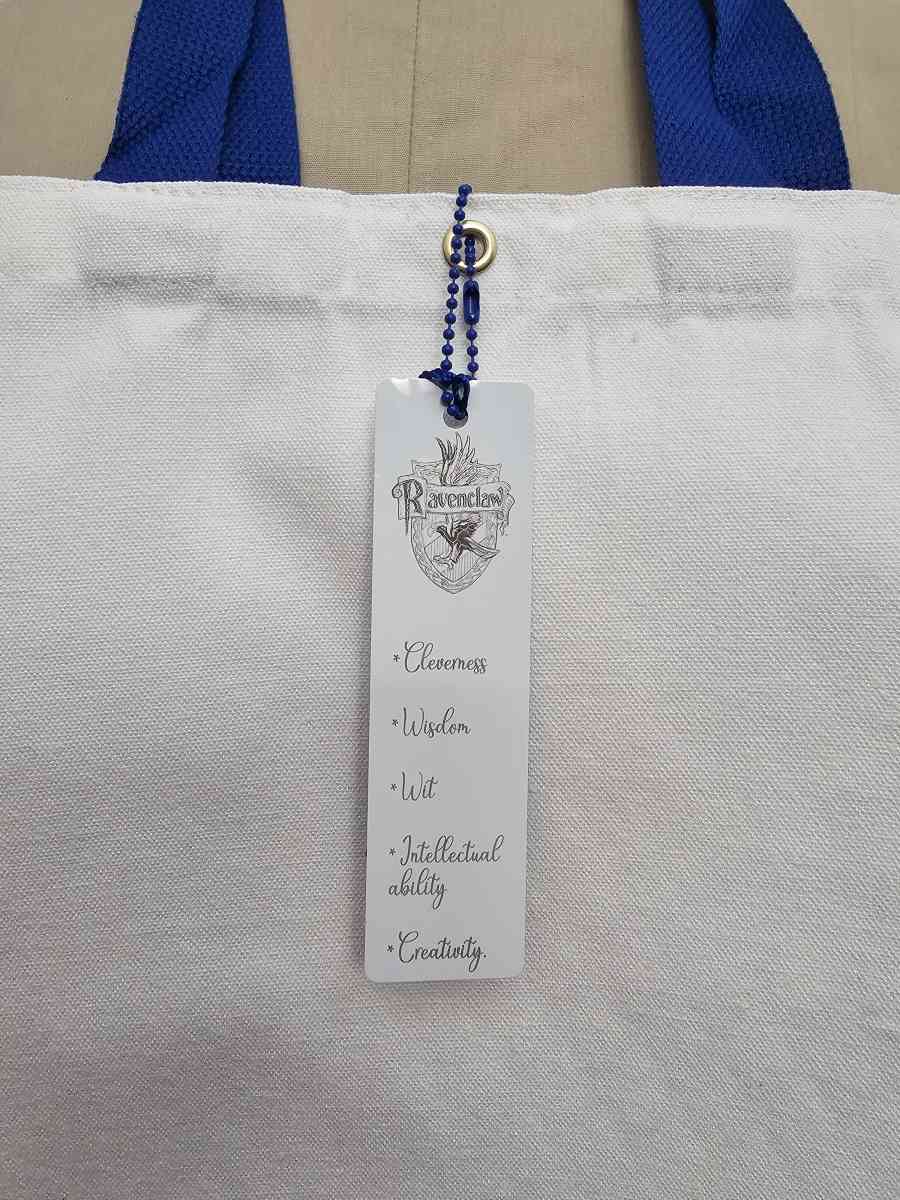 Ravenclaw
*Cleverness
*Wisdom
*Wit
*Intellectual
ability
*Creativity.